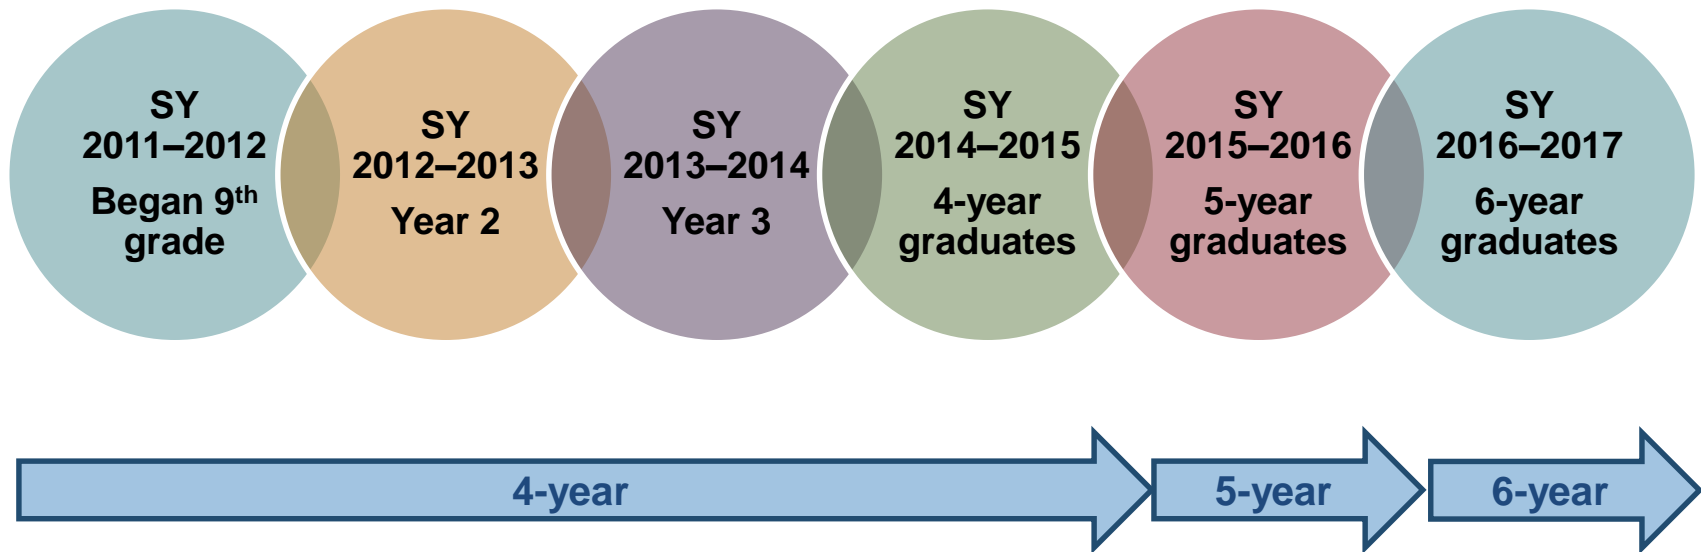 SY
2011–2012
Began 9th
grade
SY
2012–2013
Year 2
SY
2013–2014
Year 3
SY
2014–2015
4-year
graduates
SY
2015–2016
5-year
graduates
SY
2016–2017
6-year
graduates
4-year
5-year
6-year